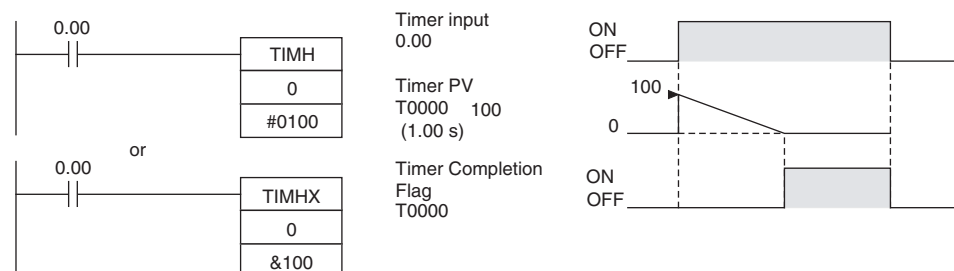 0.00
TIMH
0
#0100
or
0.00
TIMHX
0
&100
Timer input
0.00
Timer PV
T0000 100
(1.00 s)
Timer Completion
Flag
T0000
ON
OFF
100
0
ON
OFF